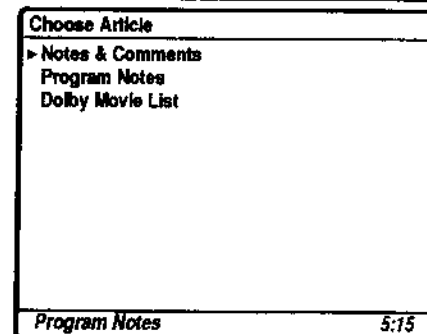 Choose Article
▸ Notes & Comments
Program Notes
Dolby Movie List
Program Notes 5:15